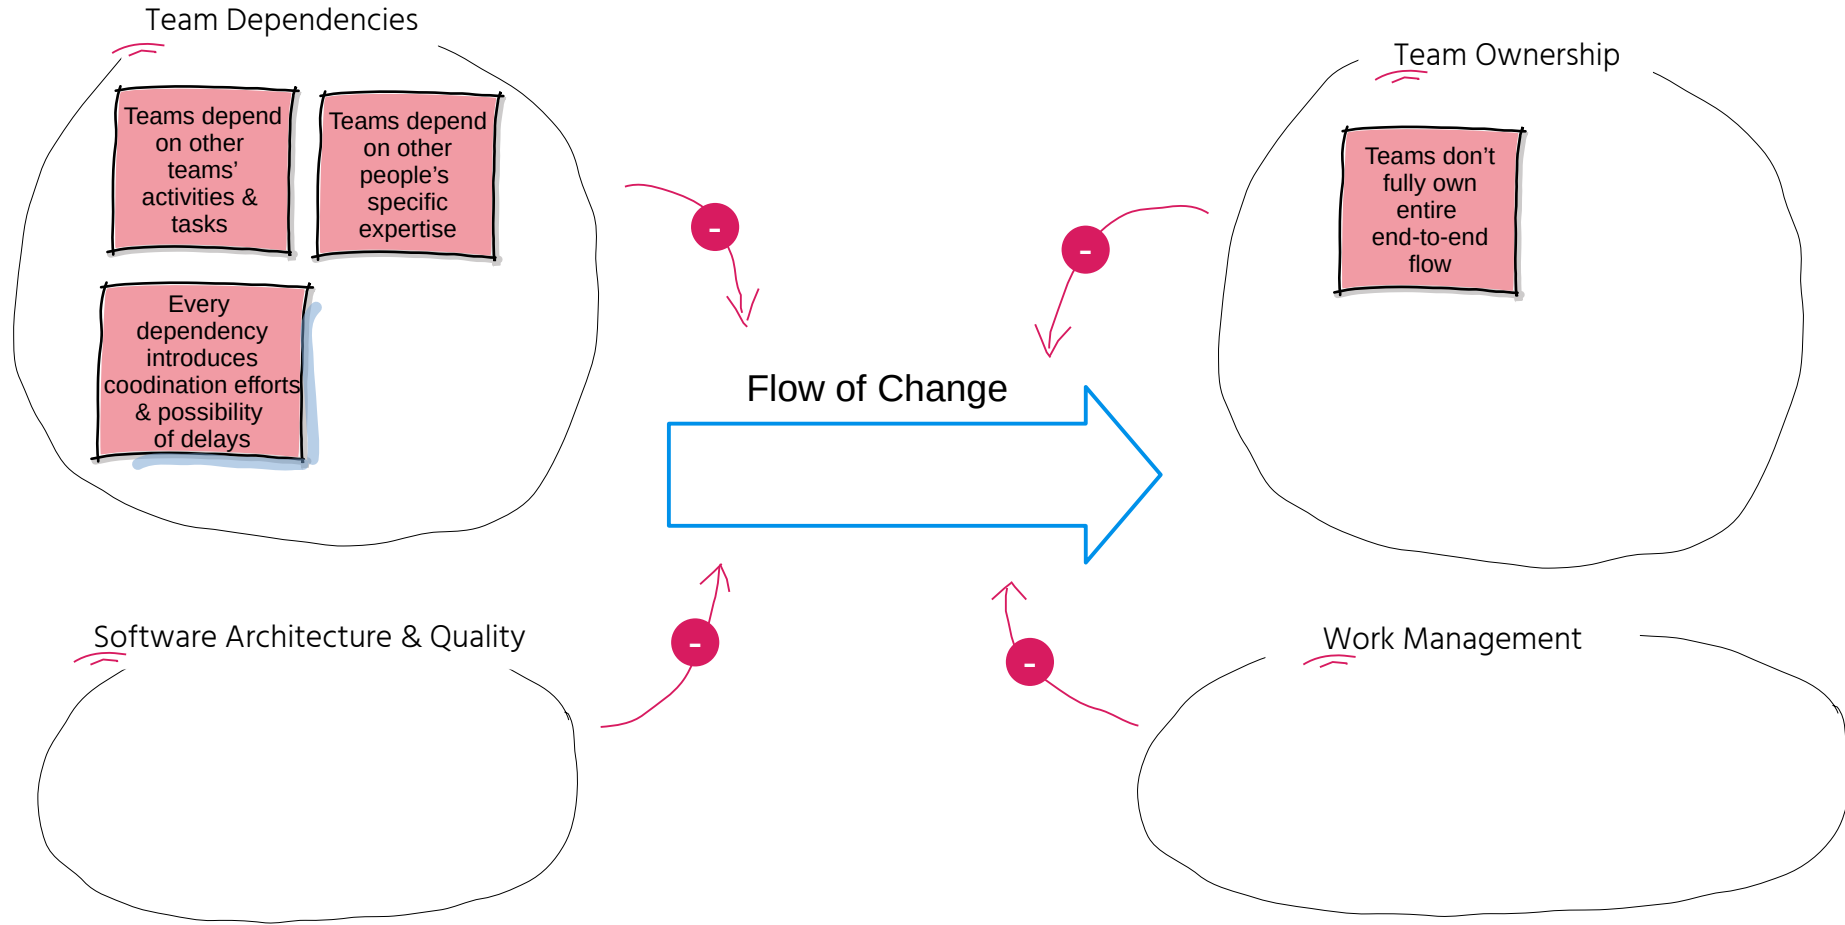 Team Dependencies
Teams depend
on other
teams’
activities &
tasks
Teams depend
on other
people’s
specific
expertise
Every
dependency
introduces
coodination efforts
& possibility
of delays
-
-
Team Ownership
Teams don’t
fully own
entire
end-to-end
flow
Flow of Change
Software Architecture & Quality
-
-
Work Management